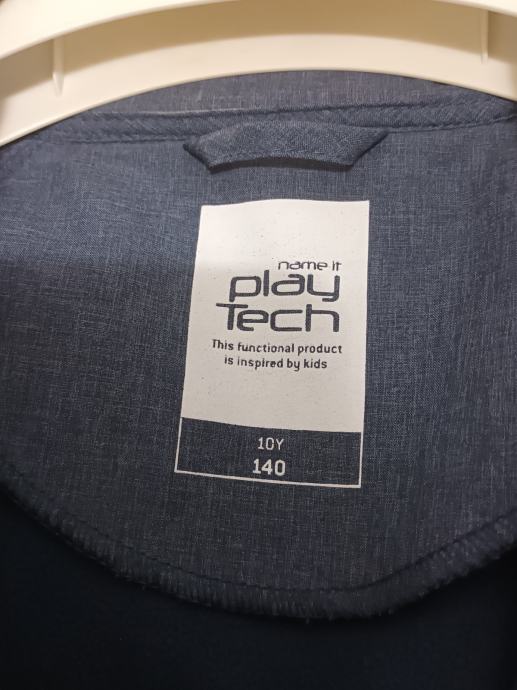 name it
play
Tech
This functional product
is inspired by kids
10Y
140